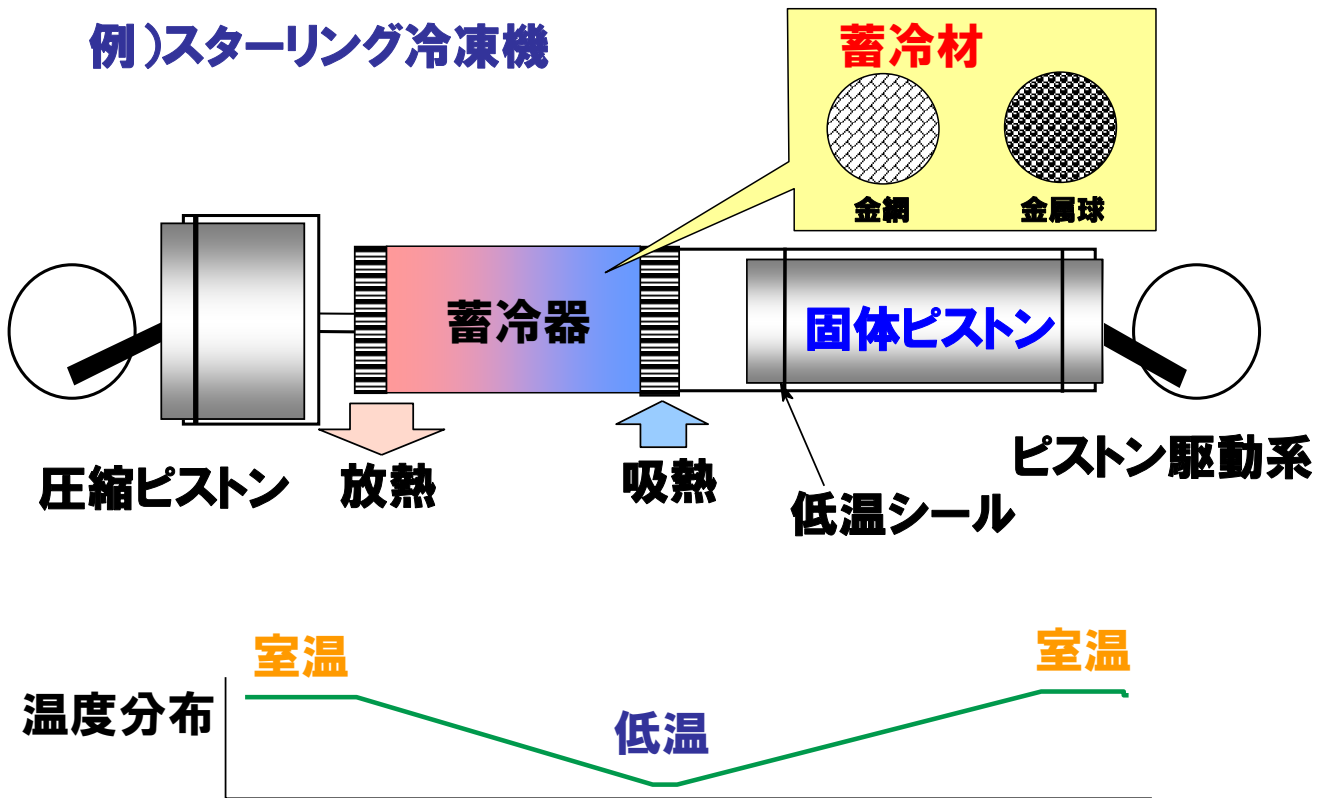 例)スターリング冷凍機
蓄冷材
金網
金属球
蓄冷器
固体ピストン
圧縮ピストン
放熱
吸熱
低温シール
ピストン駆動系
室温
室温
温度分布
低温